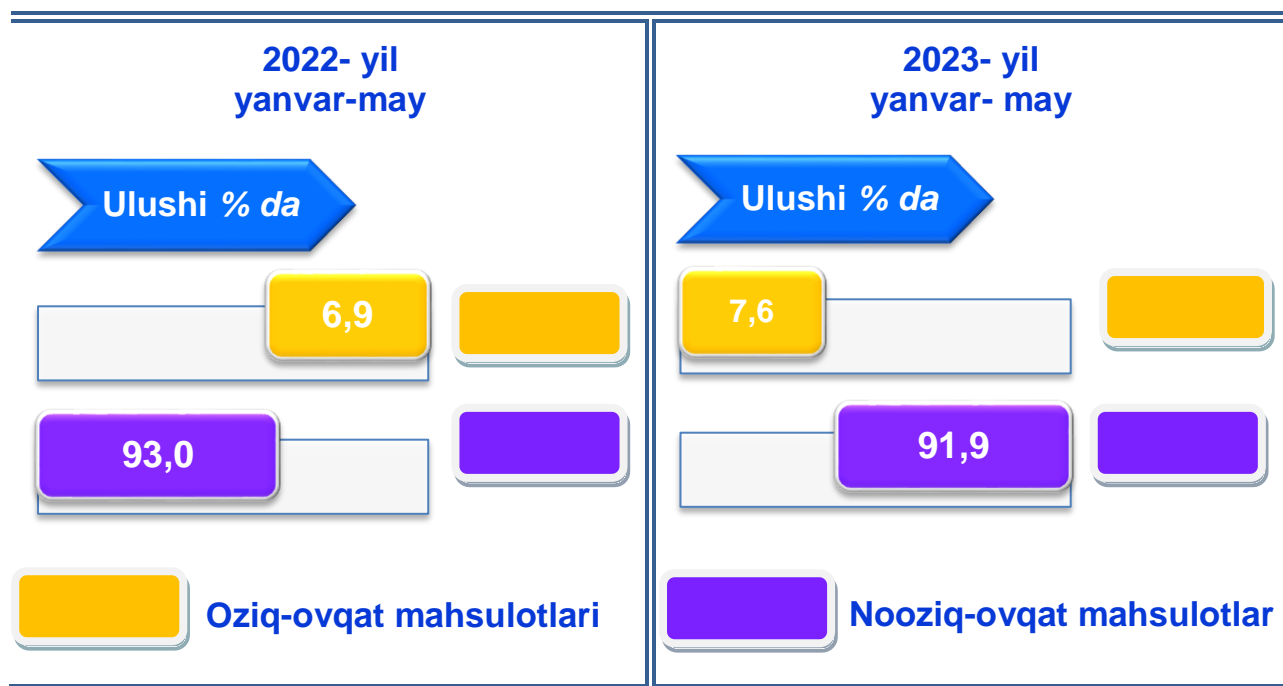 2022- yil
yanvar-may
Ulushi % da
6,9
93,0
2023- yil
yanvar- may
Ulushi % da
7,6
91,9
Oziq-ovqat mahsulotlari
Nooziq-ovqat mahsulotlar